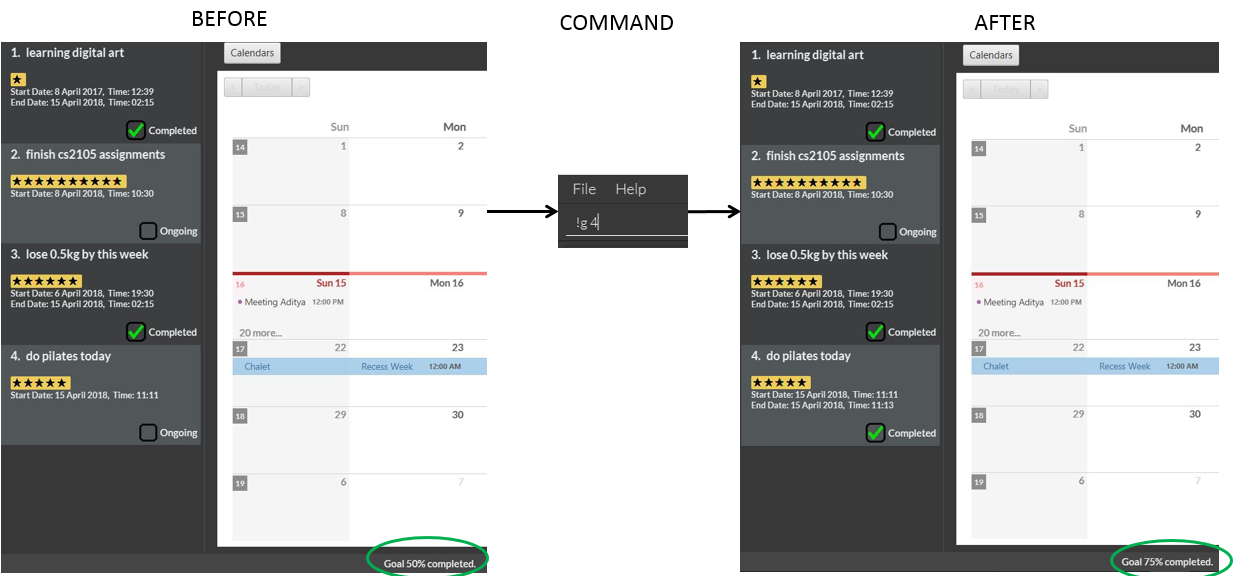 BEFORE
COMMAND
AFTER
1. learning digital art
★
Start Date: 8 April 2017, Time: 12:39
End Date: 15 April 2018, Time: 02:15
Completed
2. finish cs2105 assignments
★★★★★★★★★★
Start Date: 8 April 2018, Time: 10:30
Ongoing
3. lose 0.5kg by this week
★★★★★★
Start Date: 6 April 2018, Time: 19:30
End Date: 15 April 2018, Time: 02:15
Completed
4. do pilates today
★★★★★
Start Date: 15 April 2018, Time: 11:11
Ongoing
Calendars
< Today >
Sun Mon
14 1 2
15 8 9
16 Sun 15 Mon 16
Meeting Aditya 12:00 PM
20 more...
17 22 23
Chalet Recess Week 12:00 AM
18 29 30
19 6 7
Goal 50% completed.
File Help
!g 4
1. learning digital art
★
Start Date: 8 April 2017, Time: 12:39
End Date: 15 April 2018, Time: 02:15
Completed
2. finish cs2105 assignments
★★★★★★★★★★
Start Date: 8 April 2018, Time: 10:30
Ongoing
3. lose 0.5kg by this week
★★★★★★
Start Date: 6 April 2018, Time: 19:30
End Date: 15 April 2018, Time: 02:15
Completed
4. do pilates today
★★★★★
Start Date: 15 April 2018, Time: 11:11
End Date: 15 April 2018, Time: 11:13
Completed
Calendars
< Today >
Sun Mon
14 1 2
15 8 9
16 Sun 15 Mon 16
Meeting Aditya 12:00 PM
20 more...
17 22 23
Chalet Recess Week 12:00 AM
18 29 30
19 6 7
Goal 75% completed.